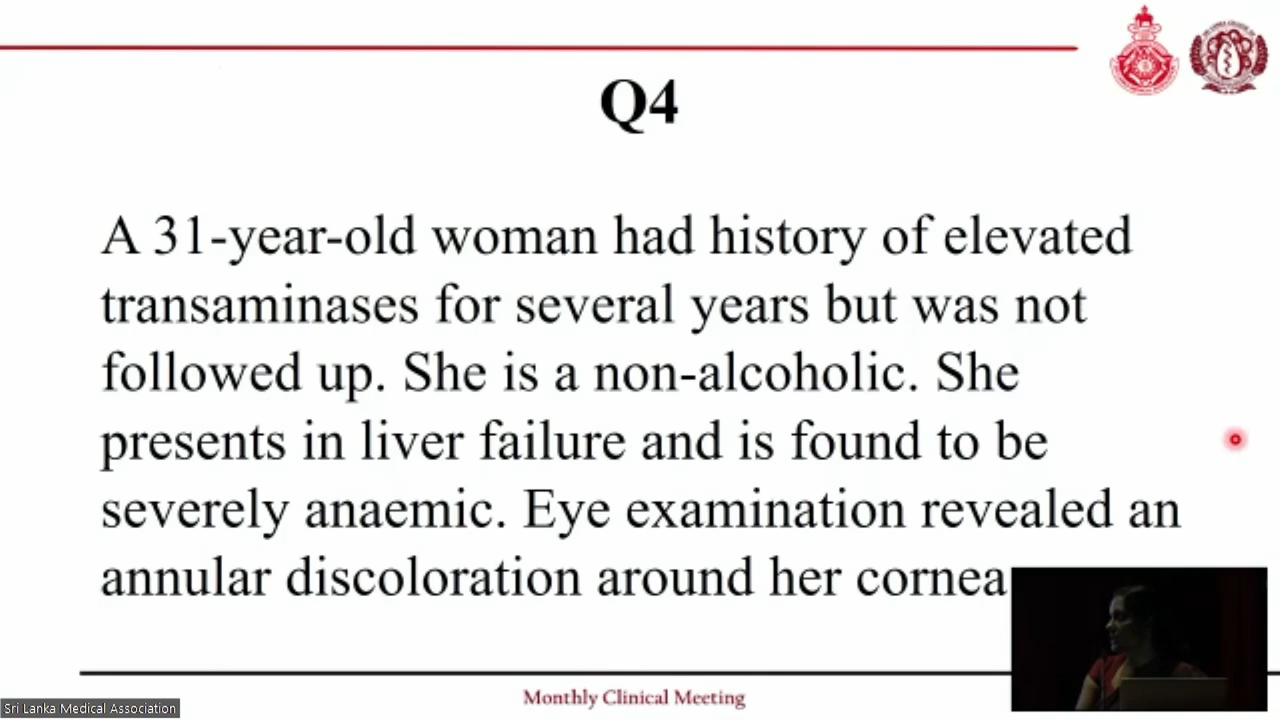 Q4
A 31-year-old woman had history of elevated
transaminases for several years but was not
followed up. She is a non-alcoholic. She
presents in liver failure and is found to be
severely anaemic. Eye examination revealed an
annular discoloration around her cornea
Monthly Clinical Meeting
Sri Lanka Medical Association